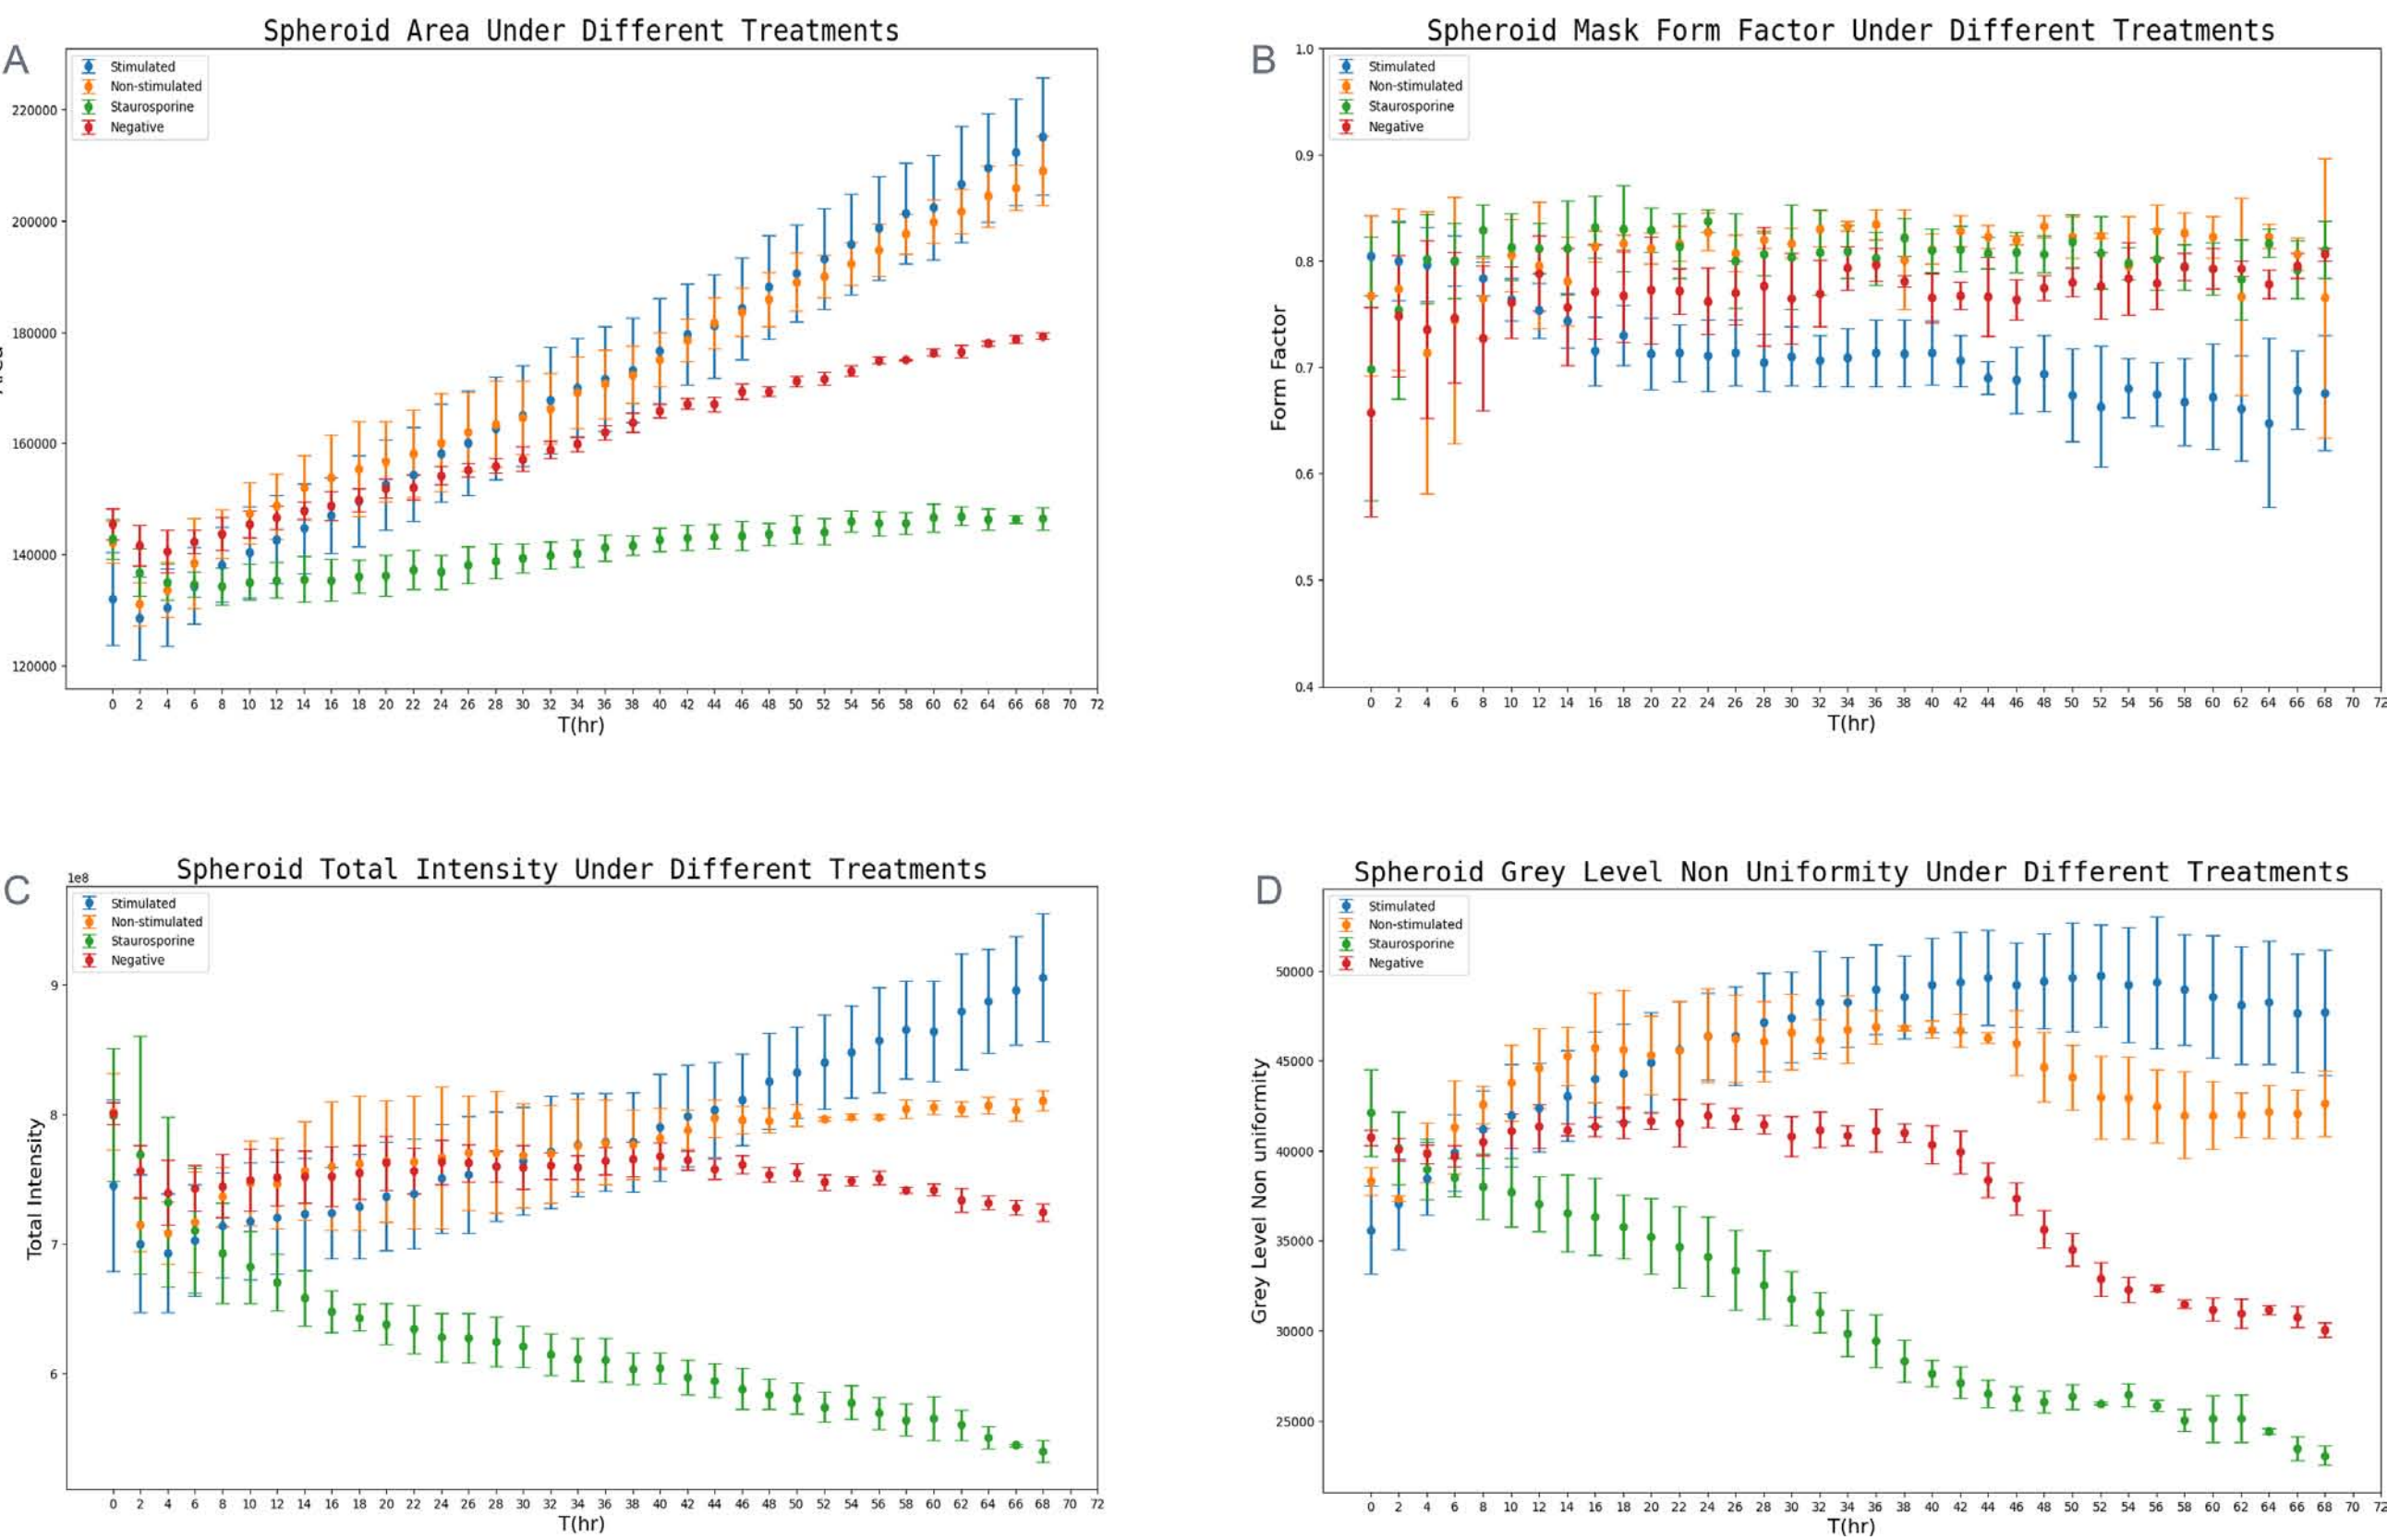 A
Spheroid Area Under Different Treatments
Stimulated
Non-stimulated
Staurosporine
Negative
220000
200000
180000
160000
140000
120000
0 2 4 6 8 10 12 14 16 18 20 22 24 26 28 30 32 34 36 38 40 42 44 46 48 50 52 54 56 58 60 62 64 66 68 70 72
T(hr)
B
Spheroid Mask Form Factor Under Different Treatments
Stimulated
Non-stimulated
Staurosporine
Negative
Form Factor
1.0
0.9
0.8
0.7
0.6
0.5
0.4
0 2 4 6 8 10 12 14 16 18 20 22 24 26 28 30 32 34 36 38 40 42 44 46 48 50 52 54 56 58 60 62 64 66 68 70 72
T(hr)
C
Spheroid Total Intensity Under Different Treatments
1e8
Stimulated
Non-stimulated
Staurosporine
Negative
Total Intensity
9
8
7
6
0 2 4 6 8 10 12 14 16 18 20 22 24 26 28 30 32 34 36 38 40 42 44 46 48 50 52 54 56 58 60 62 64 66 68 70 72
T(hr)
D
Spheroid Grey Level Non Uniformity Under Different Treatments
Stimulated
Non-stimulated
Staurosporine
Negative
Grey Level Non uniformity
50000
45000
40000
35000
30000
25000
0 2 4 6 8 10 12 14 16 18 20 22 24 26 28 30 32 34 36 38 40 42 44 46 48 50 52 54 56 58 60 62 64 66 68 70 72
T(hr)